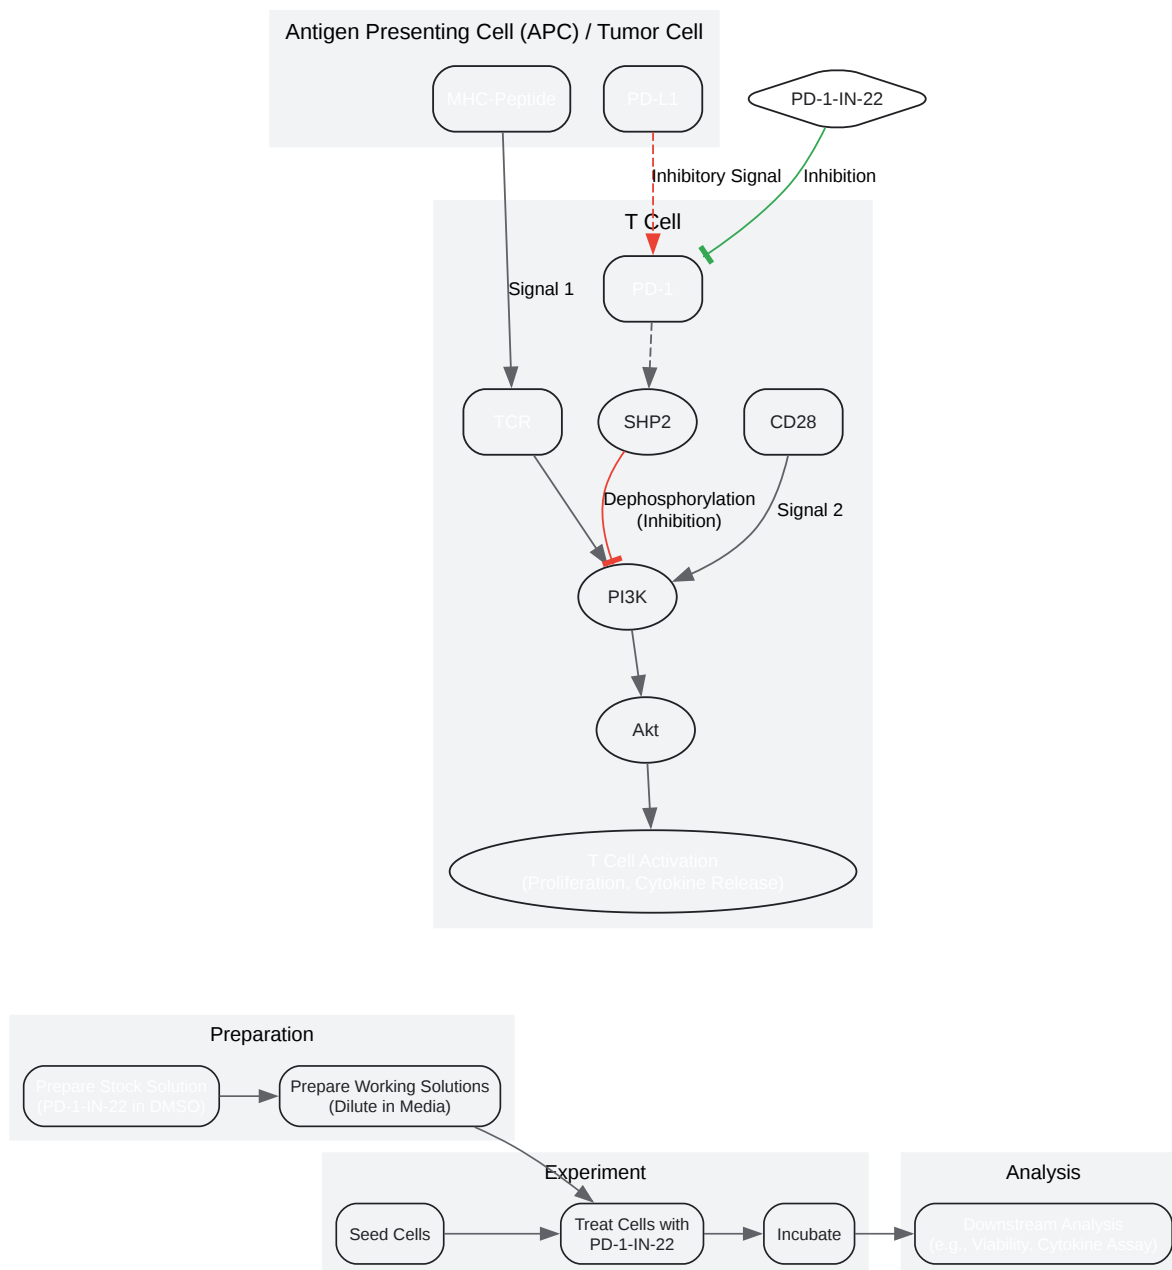 Antigen Presenting Cell (APC) / Tumor Cell
MHC-Peptide
PD-L1
PD-1-IN-22
Inhibitory Signal
Inhibition
T Cell
Signal 1
PD-1
TCR
SHP2
CD28
Dephosphorylation
(Inhibition)
Signal 2
PI3K
Akt
T Cell Activation
(Proliferation, Cytokine Release)
Preparation
Prepare Stock Solution
(PD-1-IN-22 in DMSO)
Prepare Working Solutions
(Dilute in Media)
Experiment
Seed Cells
Treat Cells with
PD-1-IN-22
Incubate
Analysis
Downstream Analysis
(e.g., Viability, Cytokine Assay)